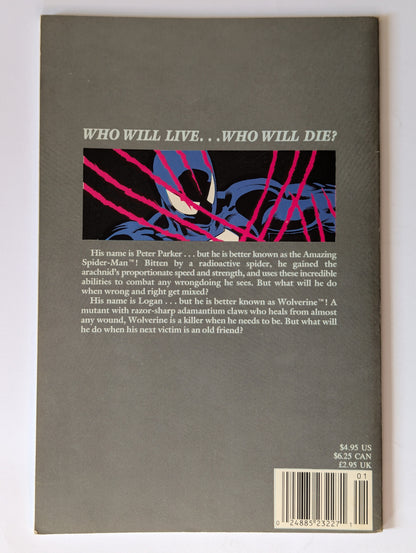 WHO WILL LIVE. . .WHO WILL DIE?
His name is Peter Parker . . . but he is better known as the Amazing
Spider-Man™! Bitten by a radioactive spider, he gained the
arachnid's proportionate speed and strength, and uses these incredible
abilities to combat any wrongdoing he sees. But what will he do
when wrong and right get mixed?
His name is Logan . . . but he is better known as Wolverine™! A
mutant with razor-sharp adamantium claws who heals from almost
any wound, Wolverine is a killer when he needs to be. But what will
he do when his next victim is an old friend?
$4.95 US
$6.25 CAN
£2.95 UK
01
0 24885 23227 1